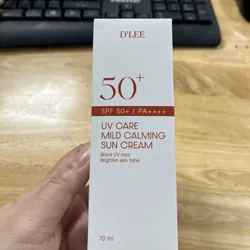 D'LEE
50+
SPF 50+ / PA++++
UV CARE
MILD CALMING
SUN CREAM
Block UV rays
Brighten skin tone
70 ml